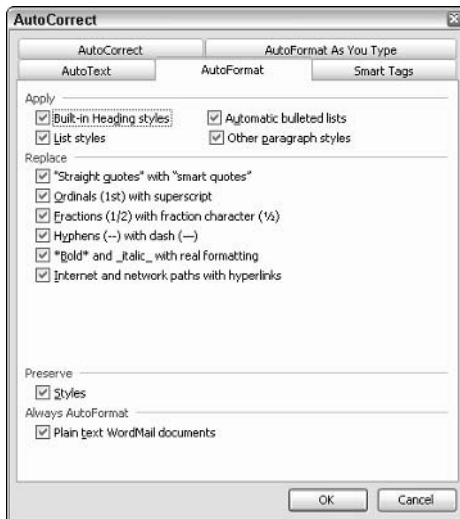 AutoCorrect
AutoCorrect AutoFormat As You Type
AutoText AutoFormat Smart Tags
Apply
Built-in Heading styles Automatic bulleted lists
List styles Other paragraph styles
Replace
"Straight quotes" with “smart quotes”
Ordinals (1st) with superscript
Fractions (1/2) with fraction character (½)
Hyphens (--) with dash (—)
*Bold* and _italic_ with real formatting
Internet and network paths with hyperlinks
Preserve
Styles
Always AutoFormat
Plain text WordMail documents
OK Cancel